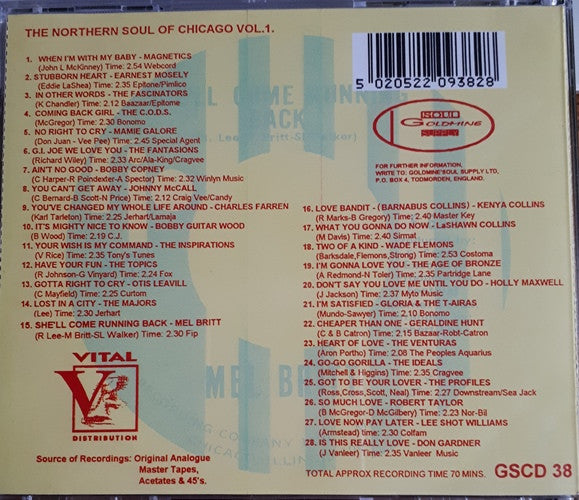 THE NORTHERN SOUL OF CHICAGO VOL.1.
1. WHEN I'M WITH MY BABY - MAGNETICS
(John L McKinney) Time: 2.54 Webcord
2. STUBBORN HEART - EARNEST MOSELY
(Eddie LaShea) Time: 2.35 Epitone/Pimlico
3. IN OTHER WORDS - THE FASCINATORS
(K Chandler) Time: 2.12 Baazaar/Epitome
4. COMING BACK GIRL - THE C.O.D.S.
(McGregor) Time: 2.30 Bonomo
5. NO RIGHT TO CRY - MAMIE GALORE
(Don Juan - Vee Pee) Time: 2.45 Special Agent
6. G.I. JOE WE LOVE YOU - THE FANTASIONS
(Richard Wiley) Time: 2.33 Arc/Ala-King/Cragvee
7. AIN'T NO GOOD - BOBBY COPNEY
(C Harper-R Poindexter-A Spector) Time: 2.32 Winlyn Music
8. YOU CAN'T GET AWAY - JOHNNY McCALL
(C Bernard-B Scott-N Price) Time: 2.12 Craig Vee/Candy
9. YOU'VE CHANGED MY WHOLE LIFE AROUND - CHARLES FARREN
(Karl Tarleton) Time: 2.25 Jerhart/Lamaja
10. IT'S MIGHTY NICE TO KNOW - BOBBY GUITAR WOOD
(B Wood) Time: 2.19 C.J.
11. YOUR WISH IS MY COMMAND - THE INSPIRATIONS
(V Rice) Time: 2.35 Tony's Tunes
12. HAVE YOUR FUN - THE TOPICS
(R Johnson-G Vinyard) Time: 2.24 Fox
13. GOTTA RIGHT TO CRY - OTIS LEAVILL
(C Mayfield) Time: 2.25 Curtom
14. LOST IN A CITY - THE MAJORS
(Lee) Time: 2.30 Jerhart
15. SHE'LL COME RUNNING BACK - MEL BRITT
(R Lee-M Britt-SL Walker) Time: 2.30 Fip
VITAL
V
DISTRIBUTION
Source of Recordings: Original Analogue
Master Tapes,
Acetates & 45's.
5 020522 093828
SOUL
GOLDMINE
SUPPLY
FOR FURTHER INFORMATION,
WRITE TO: GOLDMINE/SOUL SUPPLY LTD,
P.O. BOX 4, TODMORDEN, ENGLAND.
16. LOVE BANDIT - (BARNABUS COLLINS) - KENYA COLLINS
(R Marks-B Gregory) Time: 2.40 Master Key
17. WHAT YOU GONNA DO NOW - LaSHAWN COLLINS
(M Davis) Time: 2.40 Sirmat
18. TWO OF A KIND - WADE FLEMONS
(Barksdale,Flemons,Strong) Time: 2.53 Costoma
19. I'M GONNA LOVE YOU - THE AGE OF BRONZE
(A Redmond-N Toler) Time: 2.35 Partridge Lane
20. DON'T SAY YOU LOVE ME UNTIL YOU DO - HOLLY MAXWELL
(J Jackson) Time: 2.37 Myto Music
21. I'M SATISFIED - GLORIA & THE T-AIRAS
(Mundo-Sawyer) Time: 2.10 Bonomo
22. CHEAPER THAN ONE - GERALDINE HUNT
(C & B Catron) Time: 2.15 Bazaar-Robt-Catron
23. HEART OF LOVE - THE VENTURAS
(Aron Portho) Time: 2.08 The Peoples Aquarius
24. GO-GO GORILLA - THE IDEALS
(Mitchell & Higgins) Time: 2.35 Cragvee
25. GOT TO BE YOUR LOVER - THE PROFILES
(Ross,Cross,Scott, Neal) Time: 2.27 Downstream/Sea Jack
26. SO MUCH LOVE - ROBERT TAYLOR
(B McGregor-D McGilbery) Time: 2.23 Nor-Bil
27. LOVE NOW PAY LATER - LEE SHOT WILLIAMS
(Armstead) time: 2.30 Colfam
28. IS THIS REALLY LOVE - DON GARDNER
(J Vanleer) Time: 2.35 Vanleer Music
TOTAL APPROX RECORDING TIME 70 MINS. GSCD 38